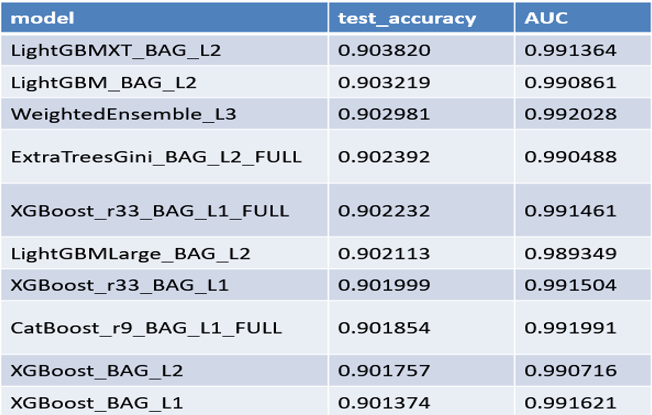 model test_accuracy AUC
LightGBMXT_BAG_L2 0.903820 0.991364
LightGBM_BAG_L2 0.903219 0.990861
WeightedEnsemble_L3 0.902981 0.992028
ExtraTreesGini_BAG_L2_FULL 0.902392 0.990488
XGBoost_r33_BAG_L1_FULL 0.902232 0.991461
LightGBMLarge_BAG_L2 0.902113 0.989349
XGBoost_r33_BAG_L1 0.901999 0.991504
CatBoost_r9_BAG_L1_FULL 0.901854 0.991991
XGBoost_BAG_L2 0.901757 0.990716
XGBoost_BAG_L1 0.901374 0.991621